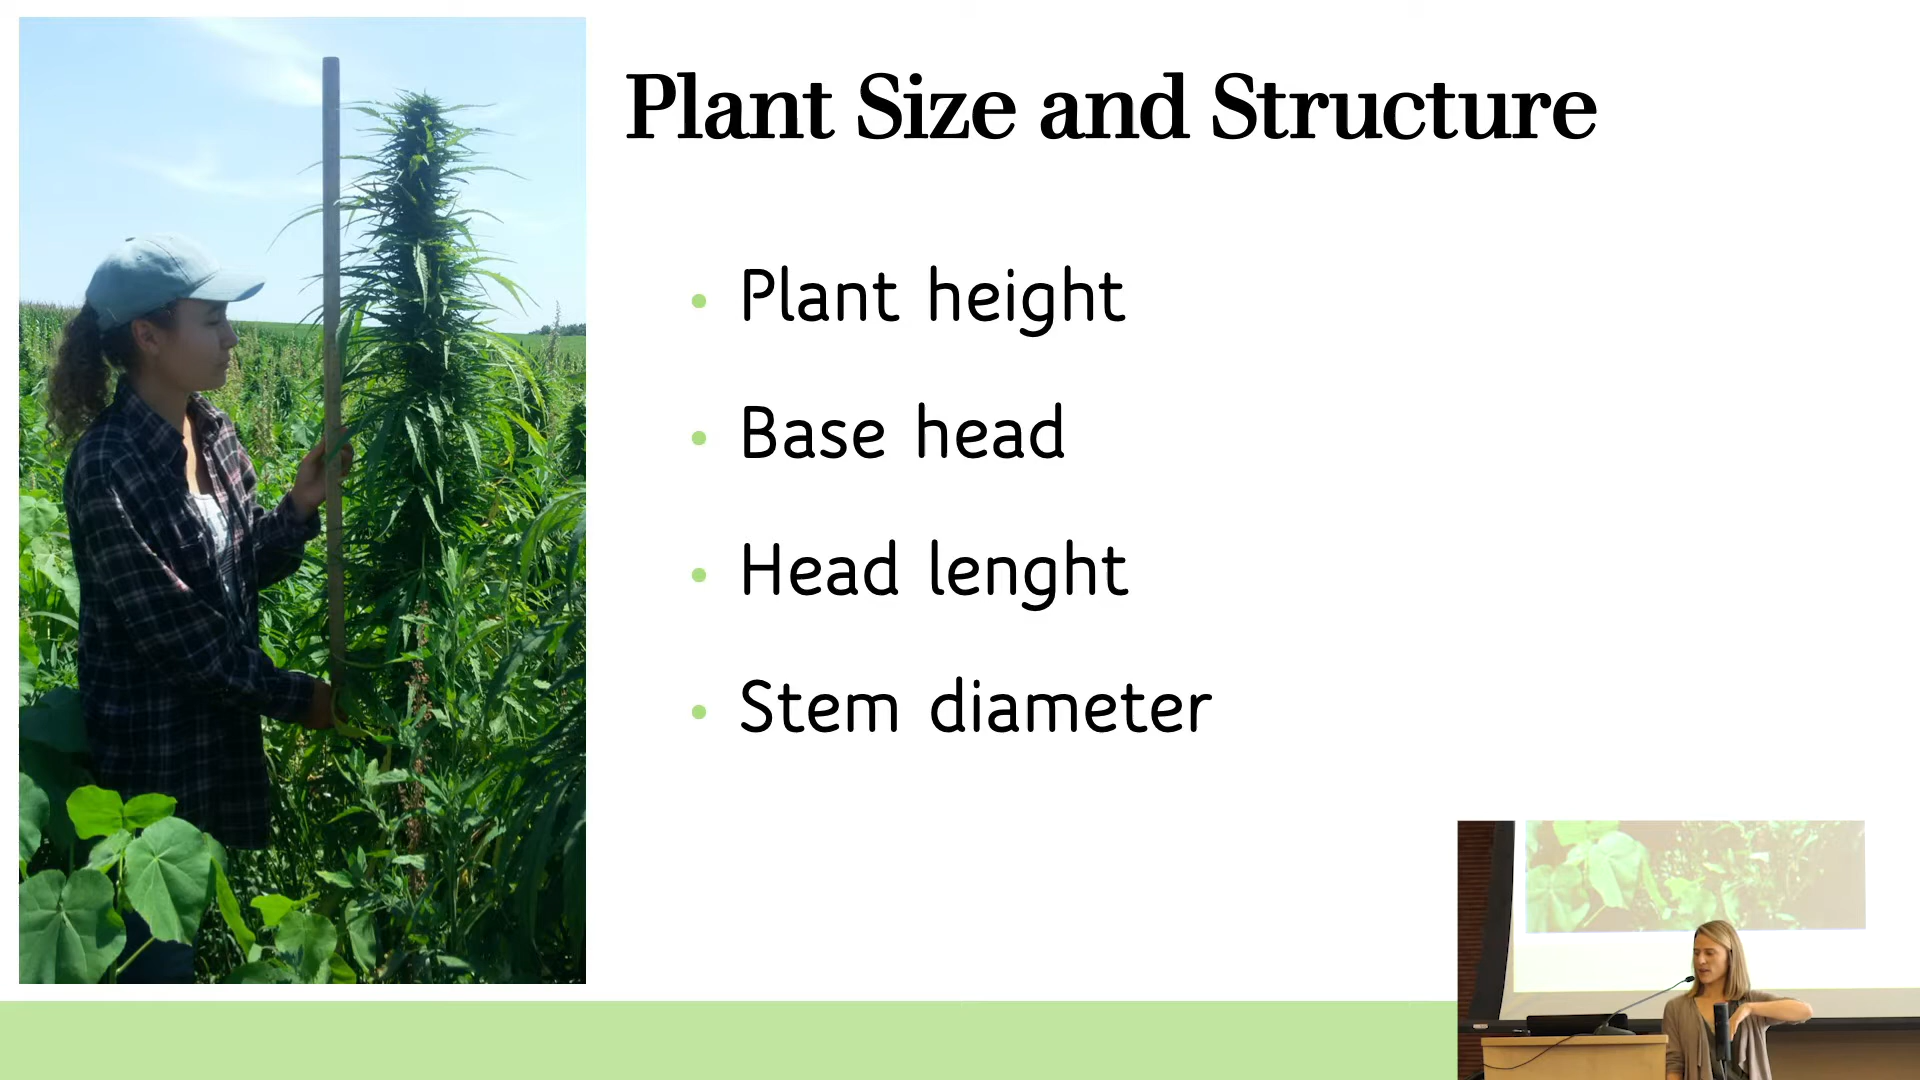 Plant Size and Structure
• Plant height
• Base head
• Head lenght
• Stem diameter